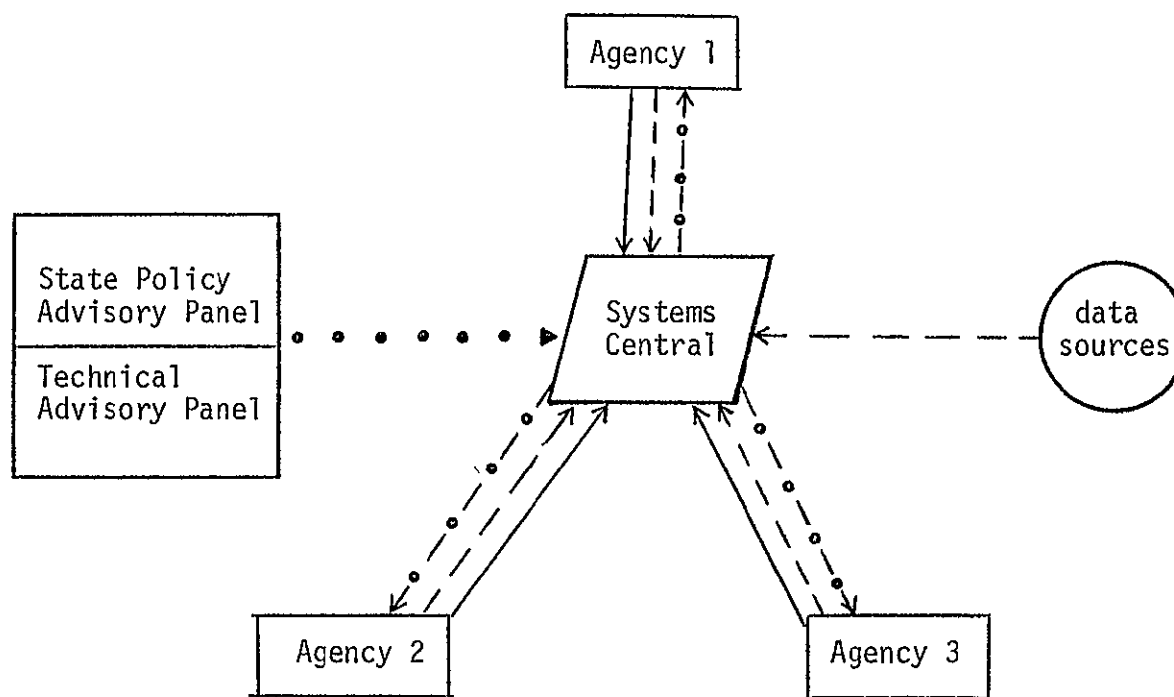 Agency 1
State Policy
Advisory Panel
Technical
Advisory Panel
Systems
Central
data
sources
Agency 2
Agency 3